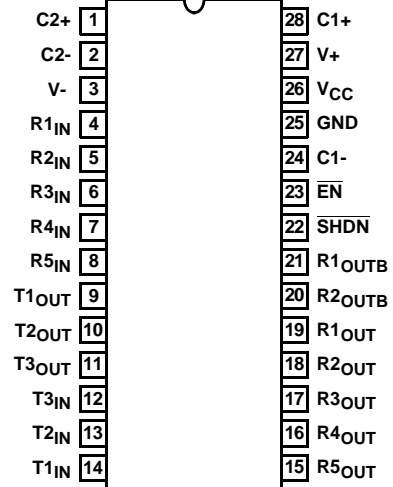 C2+ 1 28 C1+
C2- 2 27 V+
V- 3 26 VCC
R1IN 4 25 GND
R2IN 5 24 C1-
R3IN 6 23 EN
R4IN 7 22 SHDN
R5IN 8 21 R1OUTB
T1OUT 9 20 R2OUTB
T2OUT 10 19 R1OUT
T3OUT 11 18 R2OUT
T3IN 12 17 R3OUT
T2IN 13 16 R4OUT
T1IN 14 15 R5OUT